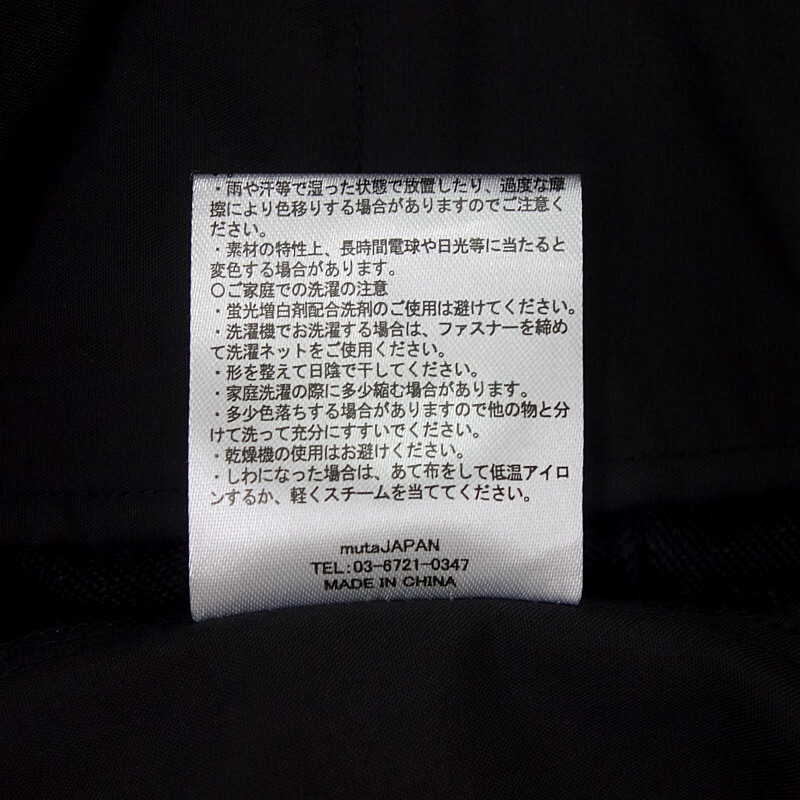 す。
・雨や汗等で湿った状態で放置したり、過度な摩
擦により色移りする場合がありますのでご注意く
ださい。
・素材の特性上、長時間電球や日光等に当たると
変色する場合があります。
○ご家庭での洗濯の注意
・蛍光増白剤配合洗剤のご使用は避けてください。
・洗濯機でお洗濯する場合は、ファスナーを締め
て洗濯ネットをご使用ください。
・形を整えて日陰で干してください。
・家庭洗濯の際に多少縮む場合があります。
・多少色落ちする場合がありますので他の物と分
けて洗って充分にすすいでください。
・乾燥機の使用はお避けください。
・しわになった場合は、あて布をして低温アイロ
ンするか、軽くスチームを当ててください。
mutaJAPAN
TEL:03-6721-0347
MADE IN CHINA